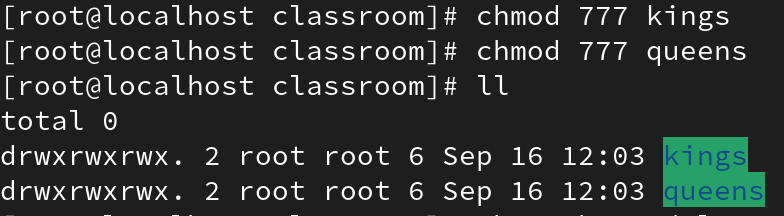 [root@localhost classroom]# chmod 777 kings
[root@localhost classroom]# chmod 777 queens
[root@localhost classroom]# ll
total 0
drwxrwxrwx. 2 root root 6 Sep 16 12:03 kings
drwxrwxrwx. 2 root root 6 Sep 16 12:03 queens